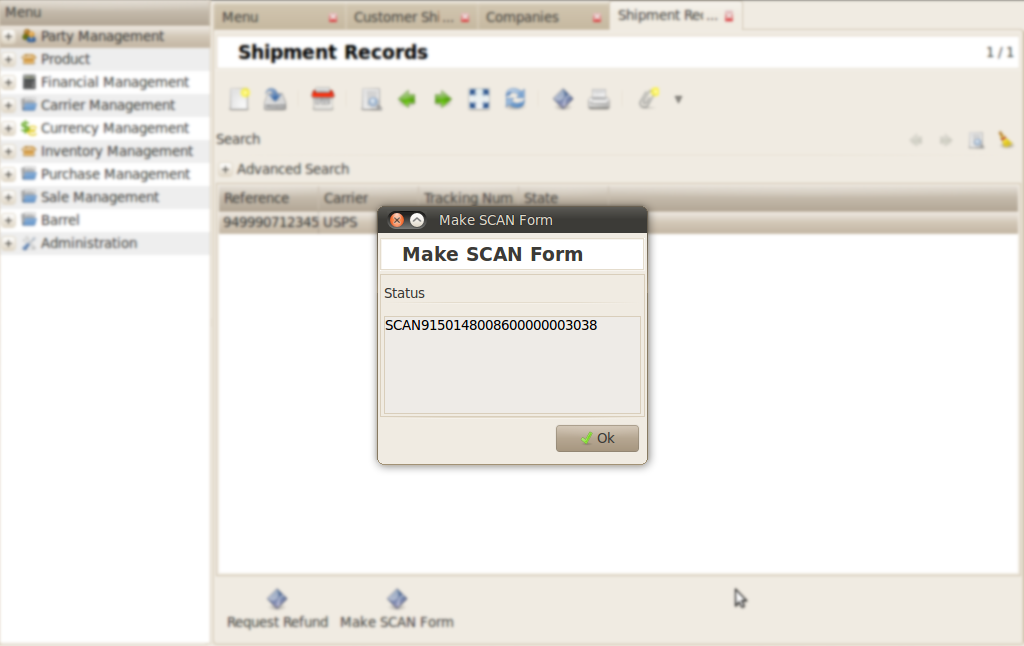 Menu
Party Management
Product
Financial Management
Carrier Management
Currency Management
Inventory Management
Purchase Management
Sale Management
Barrel
Administration
Menu Customer Shi ... Companies Shipment Rec ...
Shipment Records 1 / 1
Search
Advanced Search
Reference Carrier Tracking Num State
949990712345 USPS
Make SCAN Form
Make SCAN Form
Status
SCAN9150148008600000003038
Ok
Request Refund Make SCAN Form